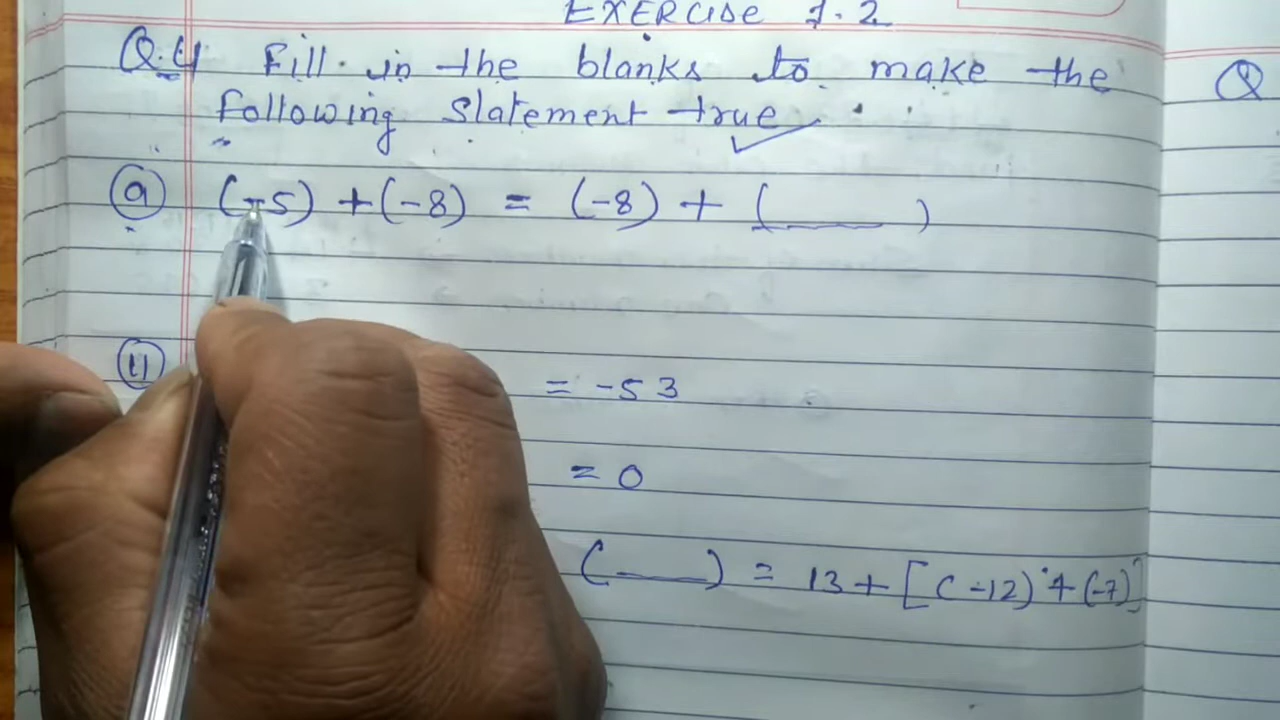 EXERCISE 1.2
Q.4 Fill in the blanks to make the
following statement true.
(a) (-5) + (-8) = (-8) + (____)
(11) = -53
= 0
(____) = 13 + [(-12) + (-7)]
Q